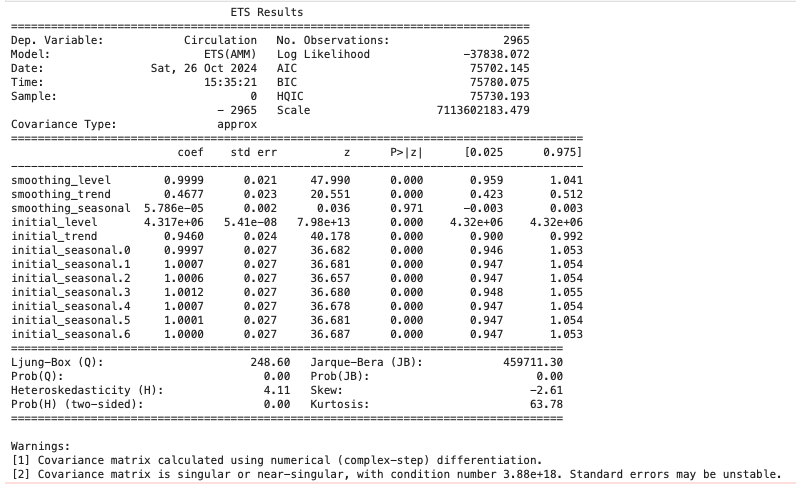 ETS Results
==============================================================================
Dep. Variable:            Circulation   No. Observations:                 2965
Model:                       ETS(AMM)   Log Likelihood              -37838.072
Date:                Sat, 26 Oct 2024   AIC                          75702.145
Time:                        15:35:21   BIC                          75780.075
Sample:                             0   HQIC                         75730.193
                               - 2965   Scale                   7113602183.479
Covariance Type:               approx
======================================================================================
                         coef    std err          z      P>|z|      [0.025      0.975]
--------------------------------------------------------------------------------------
smoothing_level        0.9999      0.021     47.990      0.000       0.959       1.041
smoothing_trend        0.4677      0.023     20.551      0.000       0.423       0.512
smoothing_seasonal  5.786e-05      0.002      0.036      0.971      -0.003       0.003
initial_level       4.317e+06   5.41e-08   7.98e+13      0.000    4.32e+06    4.32e+06
initial_trend          0.9460      0.024     40.178      0.000       0.900       0.992
initial_seasonal.0     0.9997      0.027     36.682      0.000       0.946       1.053
initial_seasonal.1     1.0007      0.027     36.681      0.000       0.947       1.054
initial_seasonal.2     1.0006      0.027     36.657      0.000       0.947       1.054
initial_seasonal.3     1.0012      0.027     36.680      0.000       0.948       1.055
initial_seasonal.4     1.0007      0.027     36.678      0.000       0.947       1.054
initial_seasonal.5     1.0001      0.027     36.681      0.000       0.947       1.054
initial_seasonal.6     1.0000      0.027     36.687      0.000       0.947       1.053
===================================================================================
Ljung-Box (Q):                      248.60   Jarque-Bera (JB):            459711.30
Prob(Q):                              0.00   Prob(JB):                         0.00
Heteroskedasticity (H):               4.11   Skew:                            -2.61
Prob(H) (two-sided):                  0.00   Kurtosis:                        63.78
===================================================================================
Warnings:
[1] Covariance matrix calculated using numerical (complex-step) differentiation.
[2] Covariance matrix is singular or near-singular, with condition number 3.88e+18. Standard errors may be unstable.